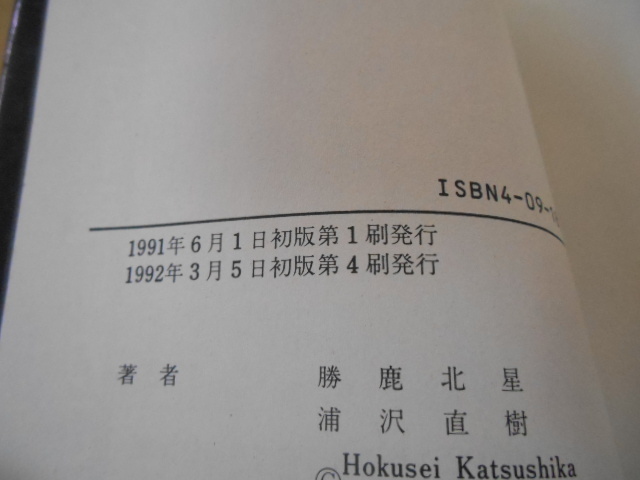 ISBN4-09-1
1991年6月1日初版第1刷発行
1992年3月5日初版第4刷発行
著者 勝鹿北星
浦沢直樹
©Hokusei Katsushika